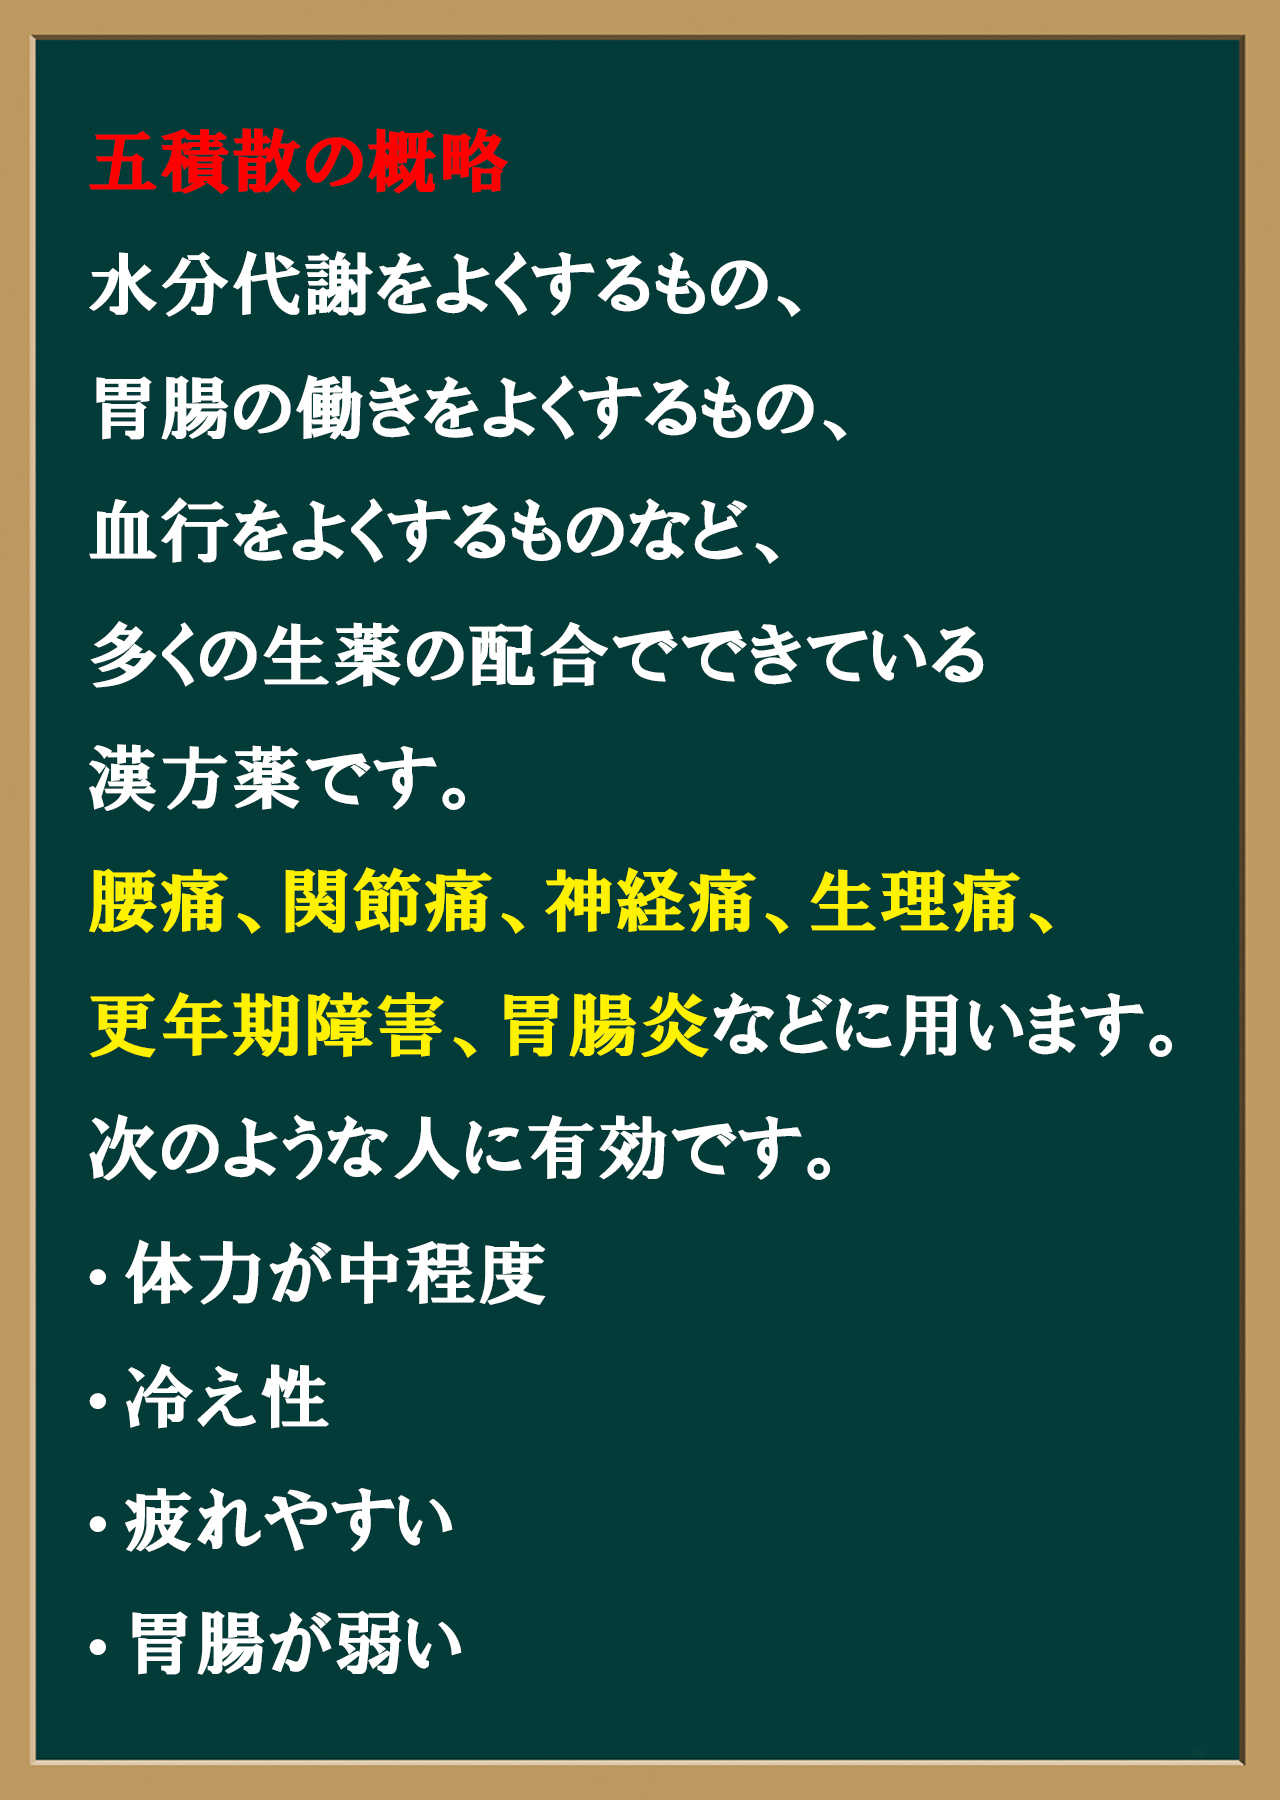 五積散の概略
水分代謝をよくするもの、
胃腸の働きをよくするもの、
血行をよくするものなど、
多くの生薬の配合でできている
漢方薬です。
腰痛、関節痛、神経痛、生理痛、
更年期障害、胃腸炎などに用います。
次のような人に有効です。
・体力が中程度
・冷え性
・疲れやすい
・胃腸が弱い